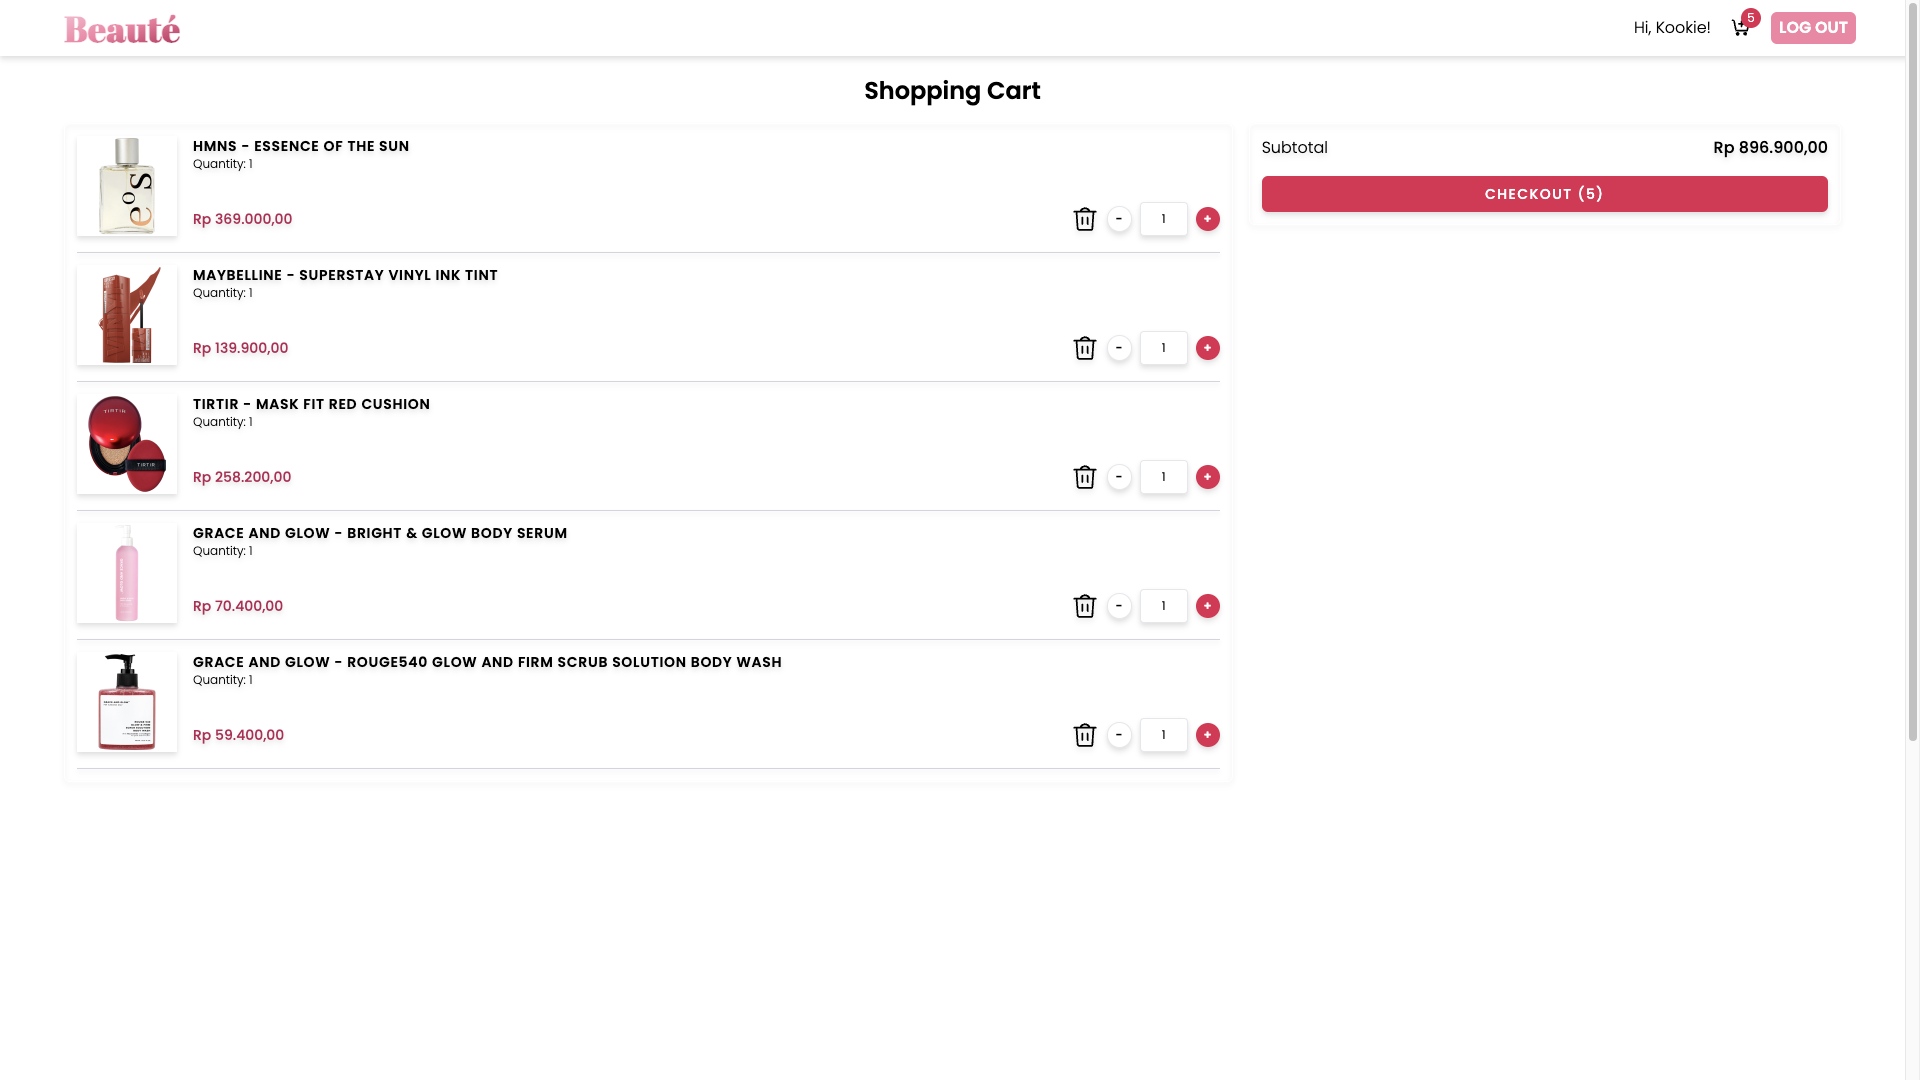 Beauté
Hi, Kookie!
5
LOG OUT
Shopping Cart
eos
HMNS - ESSENCE OF THE SUN
Quantity: 1
Rp 369.000,00
-
1
+
MAYBELLINE - SUPERSTAY VINYL INK TINT
Quantity: 1
Rp 139.900,00
-
1
+
TIRTIR
TIRTIR
TIRTIR - MASK FIT RED CUSHION
Quantity: 1
Rp 258.200,00
-
1
+
GRACE AND GLOW - BRIGHT & GLOW BODY SERUM
Quantity: 1
Rp 70.400,00
-
1
+
GRACE AND GLOW - ROUGE540 GLOW AND FIRM SCRUB SOLUTION BODY WASH
Quantity: 1
Rp 59.400,00
-
1
+
Subtotal
Rp 896.900,00
CHECKOUT (5)